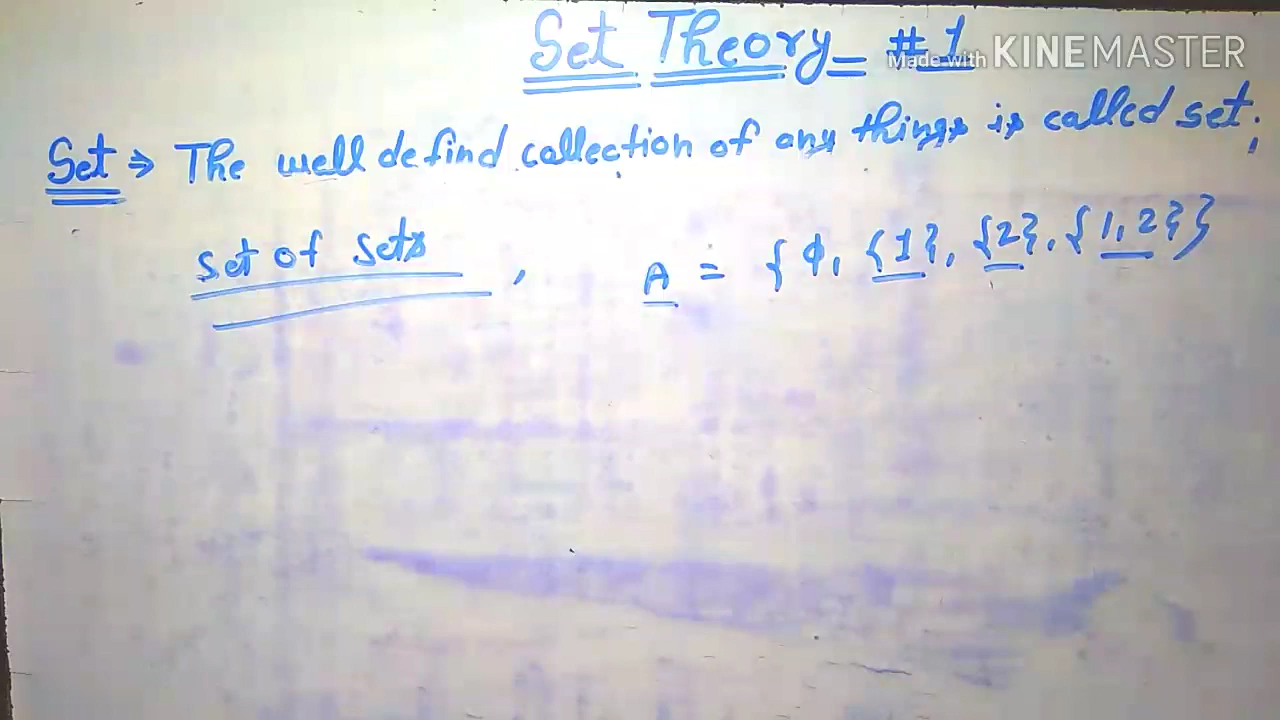 Set Theory #1
Made with KINEMASTER
Set ⇒ The well defind collection of any things is called set.
set of sets, A = { φ, {1}, {2}, {1,2}}